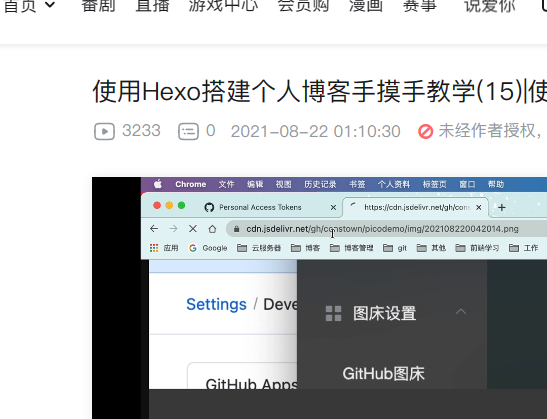 首页 番剧 直播 游戏中心 会员购 漫画 赛事 说爱你
使用Hexo搭建个人博客手摸手教学(15)|使
3233 0 2021-08-22 01:10:30 未经作者授权，
Chrome 文件 编辑 视图 历史记录 书签 个人资料 标签页 窗口 帮助
Personal Access Tokens × https://cdn.jsdelivr.net/gh/cons × +
cdn.jsdelivr.net/gh/constown/picodemo/img/202108220042014.png
应用 Google 云服务器 博客 博客管理 git 其他 前端学习 工作
Settings / Deve
图床设置
GitHub图床
GitHub Apps